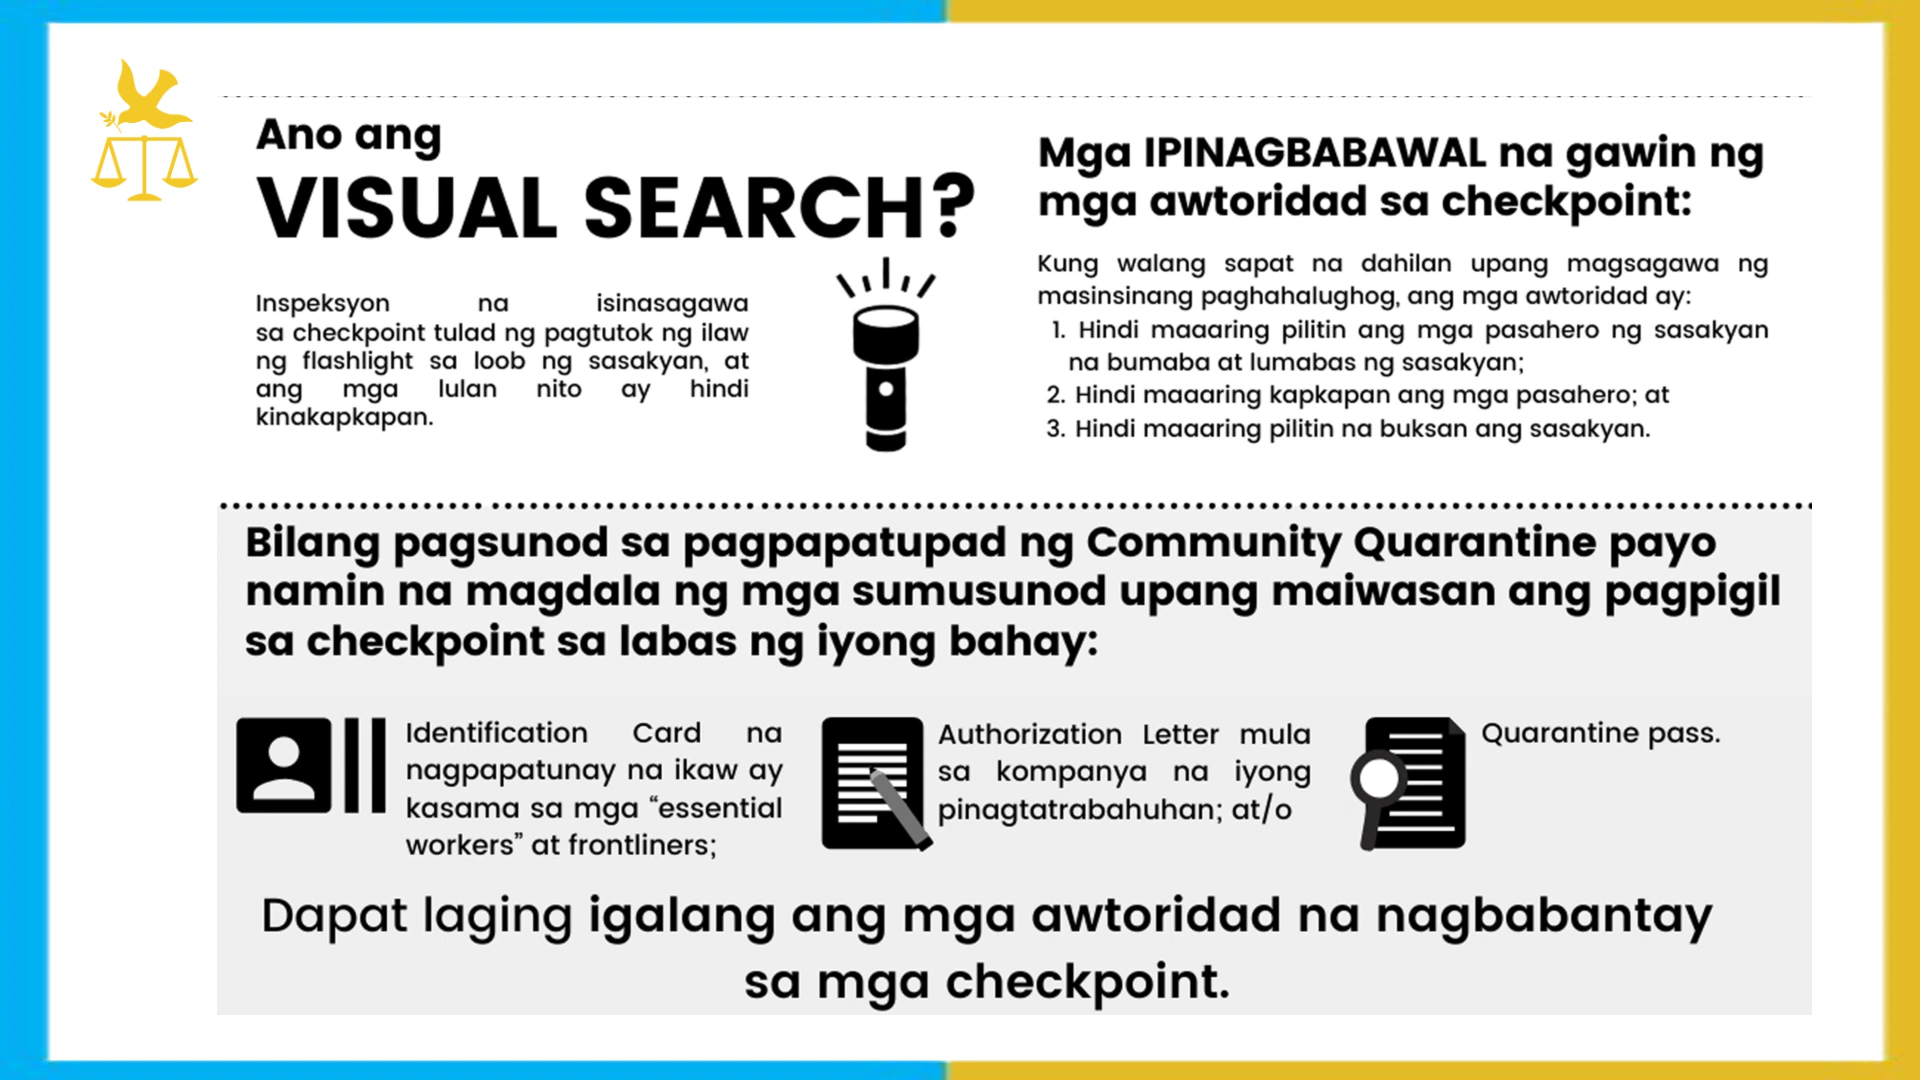 Ano ang
VISUAL SEARCH?
Inspeksyon na isinasagawa
sa checkpoint tulad ng pagtutok ng ilaw
ng flashlight sa loob ng sasakyan, at
ang mga lulan nito ay hindi
kinakapkapan.
Mga IPINAGBABAWAL na gawin ng
mga awtoridad sa checkpoint:
Kung walang sapat na dahilan upang magsagawa ng
masinsinang paghahalughog, ang mga awtoridad ay:
1. Hindi maaaring pilitin ang mga pasahero ng sasakyan
na bumaba at lumabas ng sasakyan;
2. Hindi maaaring kapkapan ang mga pasahero; at
3. Hindi maaaring pilitin na buksan ang sasakyan.
Bilang pagsunod sa pagpapatupad ng Community Quarantine payo
namin na magdala ng mga sumusunod upang maiwasan ang pagpigil
sa checkpoint sa labas ng iyong bahay:
Identification Card na
nagpapatunay na ikaw ay
kasama sa mga “essential
workers” at frontliners;
Authorization Letter mula
sa kompanya na iyong
pinagtatrabahuhan; at/o
Quarantine pass.
Dapat laging igalang ang mga awtoridad na nagbabantay
sa mga checkpoint.